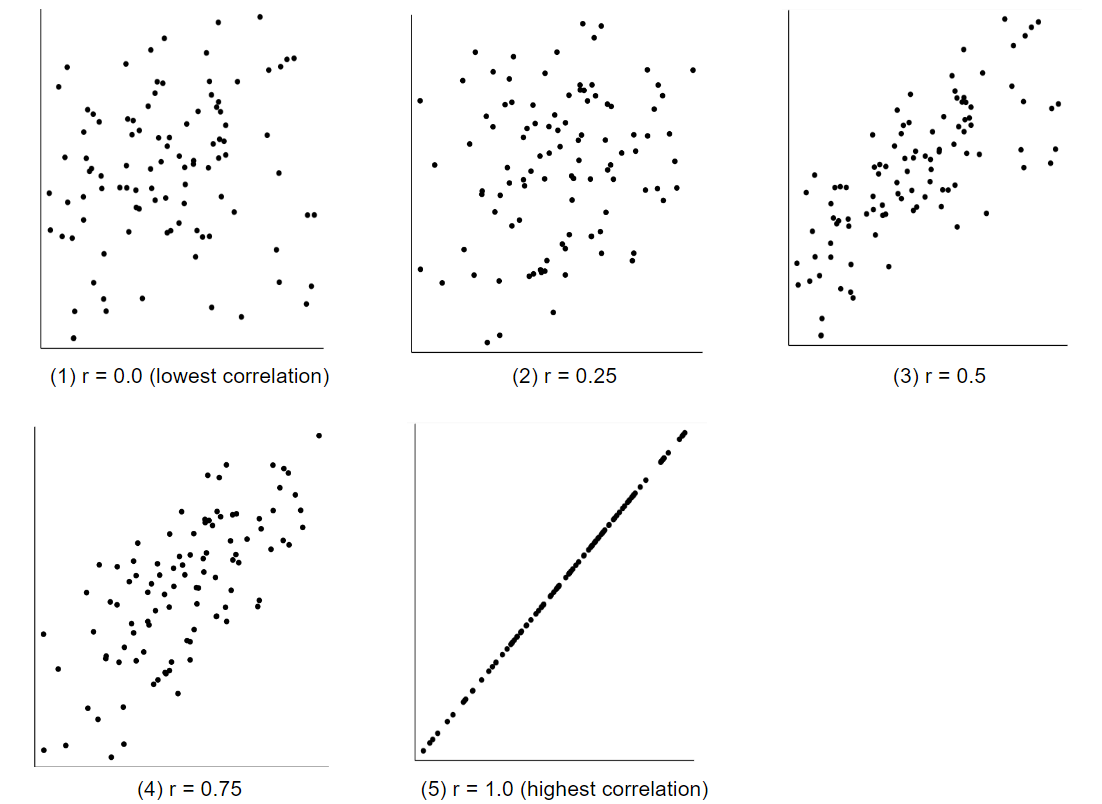 (1) r = 0.0 (lowest correlation)
(2) r = 0.25
(3) r = 0.5
(4) r = 0.75
(5) r = 1.0 (highest correlation)